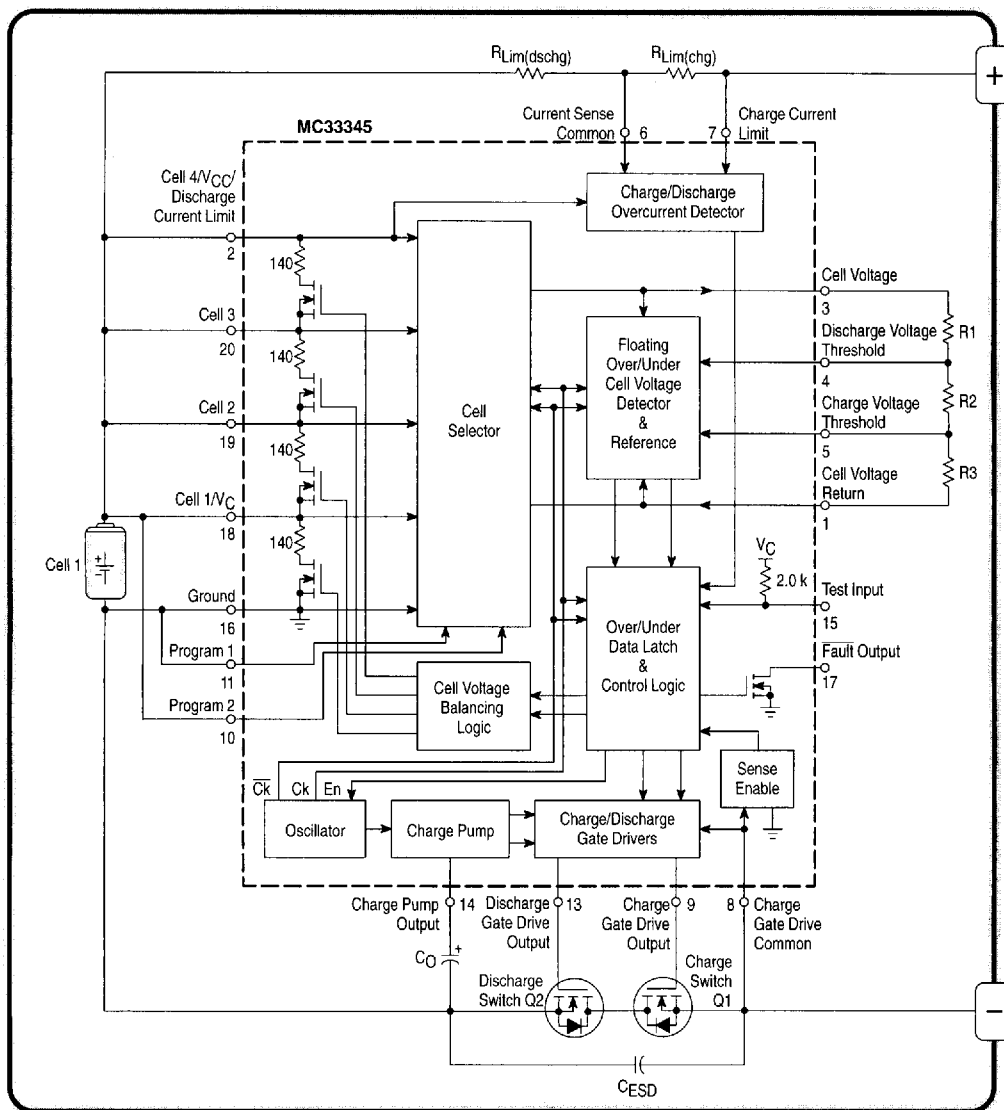 RLim(dschg)
RLim(chg)
+
MC33345
Current Sense
Common
6
7
Charge Current
Limit
Cell 4/VCC/
Discharge
Current Limit
2
Charge/Discharge
Overcurrent Detector
140
Cell 3
20
140
Cell 2
19
140
Cell 1/VC
18
140
Cell 1
+
−
Ground
16
Program 1
11
Program 2
10
Cell
Selector
Floating
Over/Under
Cell Voltage
Detector
&
Reference
Cell Voltage
3
R1
Discharge Voltage
Threshold
4
R2
Charge Voltage
Threshold
5
R3
Cell Voltage
Return
1
VC
2.0 k
Test Input
15
Over/Under
Data Latch
&
Control Logic
Fault Output
17
Cell Voltage
Balancing
Logic
Sense
Enable
Ck
Ck
En
Oscillator
Charge Pump
Charge/Discharge
Gate Drivers
Charge Pump
Output
14
Discharge
Gate Drive
Output
13
Charge
Gate Drive
Output
9
8
Charge
Gate Drive
Common
CO
+
Discharge
Switch Q2
Charge
Switch
Q1
−
CESD